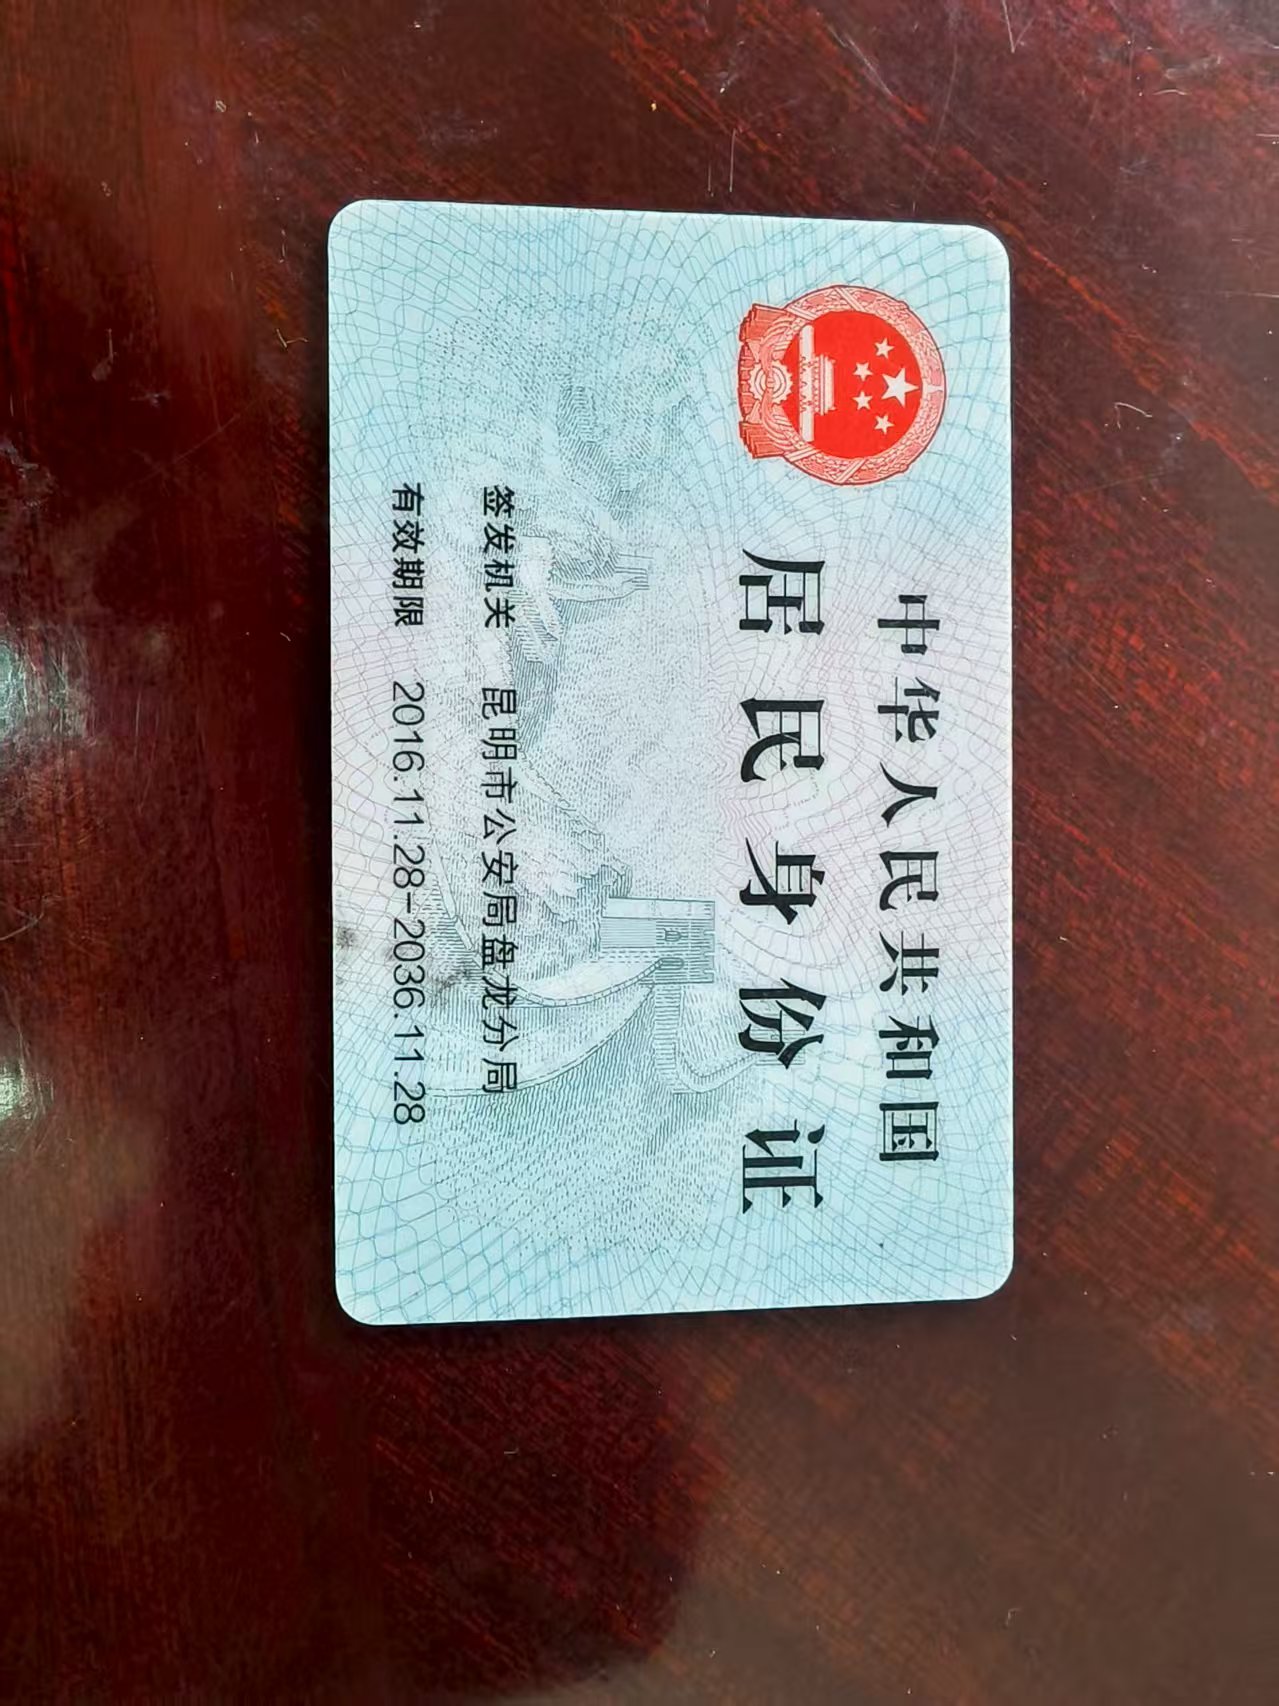 中华人民共和国
居民身份证
签发机关 昆明市公安局盘龙分局
有效期限 2016.11.28-2036.11.28